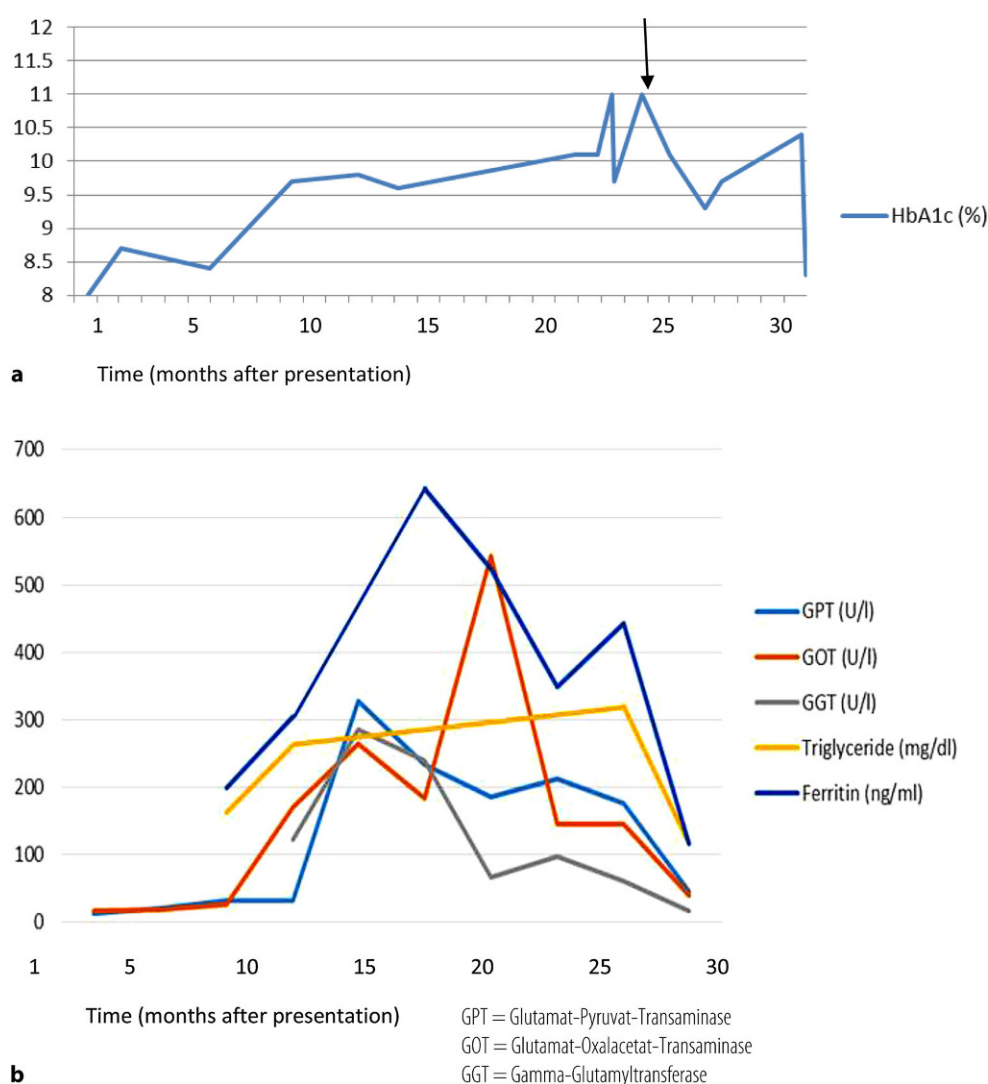 12
11.5
11
10.5
10
9.5
9
8.5
8
HbA1c (%)
1 5 10 15 20 25 30
a Time (months after presentation)
700
600
500
400
300
200
100
0
GPT (U/l)
GOT (U/l)
GGT (U/l)
Triglyceride (mg/dl)
Ferritin (ng/ml)
1 5 10 15 20 25 30
Time (months after presentation)
GPT = Glutamat-Pyruvat-Transaminase
GOT = Glutamat-Oxalacetat-Transaminase
GGT = Gamma-Glutamyltransferase
b